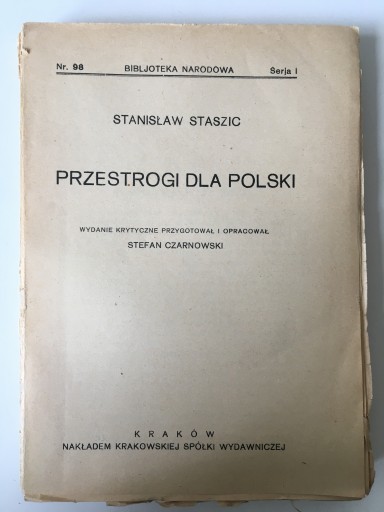 Nr. 98 BIBLJOTEKA NARODOWA Serja I
STANISŁAW STASZIC
PRZESTROGI DLA POLSKI
WYDANIE KRYTYCZNE PRZYGOTOWAŁ I OPRACOWAŁ
STEFAN CZARNOWSKI
KRAKÓW
NAKŁADEM KRAKOWSKIEJ SPÓŁKI WYDAWNICZEJ